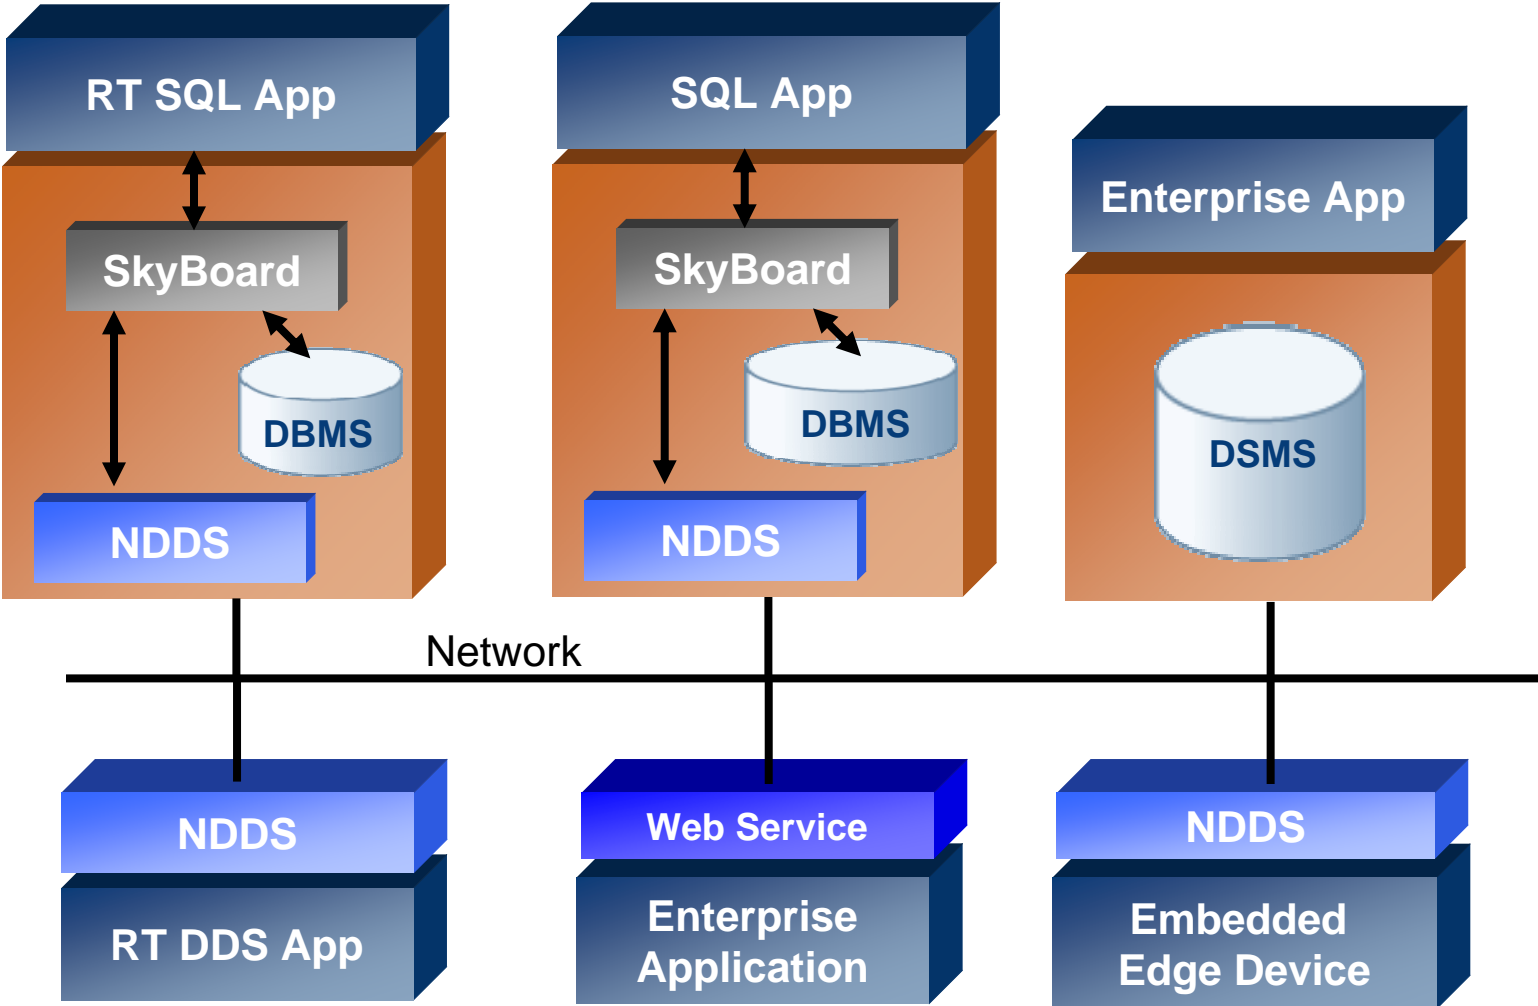 RT SQL App
SQL App
Enterprise App
SkyBoard
SkyBoard
DBMS
DBMS
DSMS
NDDS
NDDS
Network
NDDS
Web Service
NDDS
RT DDS App
Enterprise
Application
Embedded
Edge Device